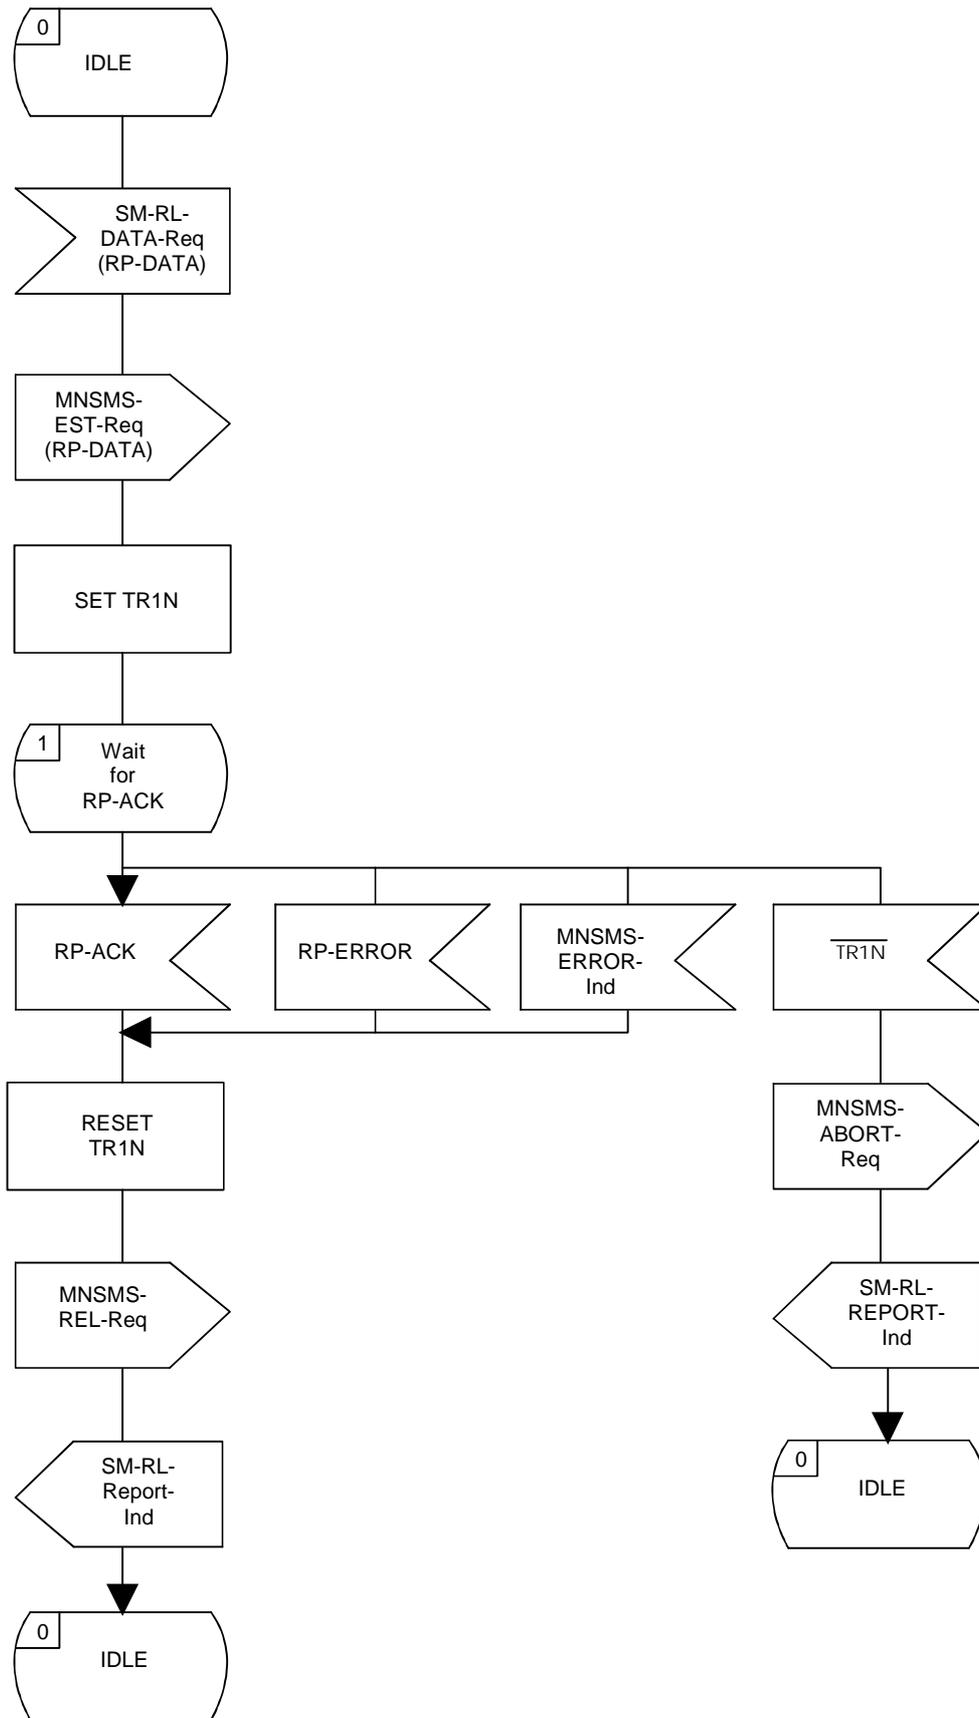 0
IDLE
SM-RL-
DATA-Req
(RP-DATA)
MNSMS-
EST-Req
(RP-DATA)
SET TR1N
1
Wait
for
RP-ACK
RP-ACK
RP-ERROR
MNSMS-
ERROR-
Ind
TR1N
RESET
TR1N
MNSMS-
ABORT-
Req
MNSMS-
REL-Req
SM-RL-
REPORT-
Ind
SM-RL-
Report-
Ind
0
IDLE
0
IDLE